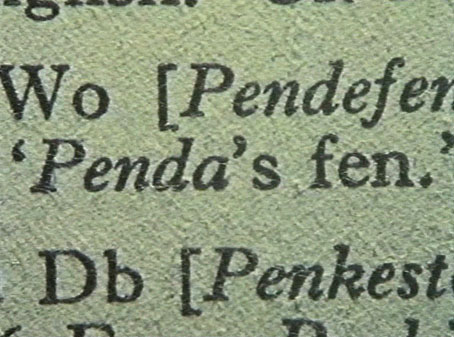 Wo [Pendefen
‘Penda’s fen.’
Db [Penkest